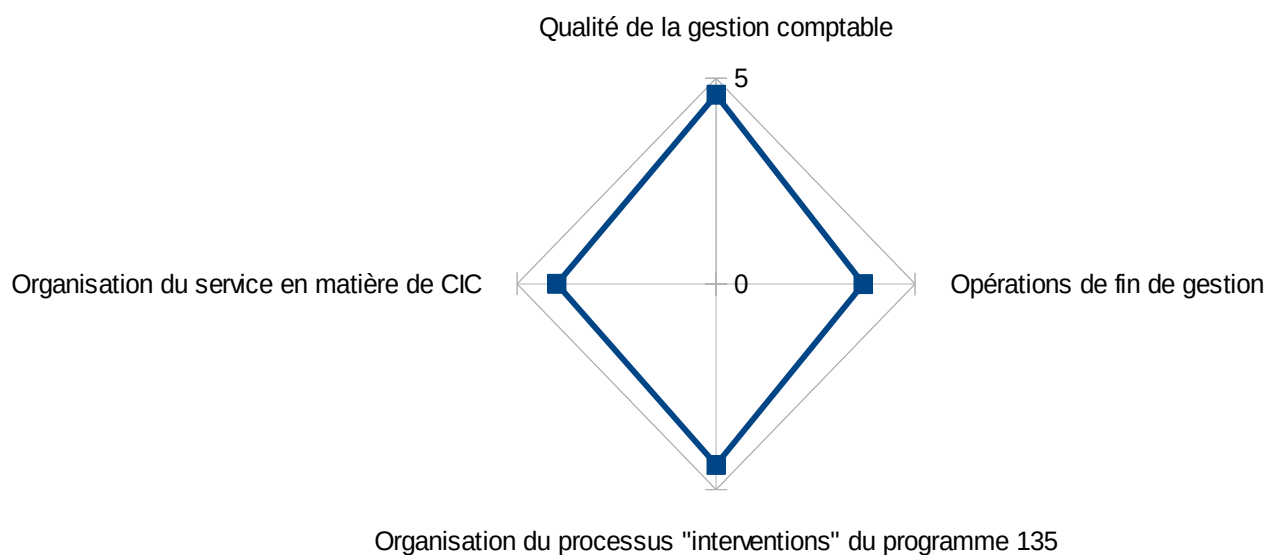 Qualité de la gestion comptable
5
Organisation du service en matière de CIC
0
Opérations de fin de gestion
Organisation du processus "interventions" du programme 135